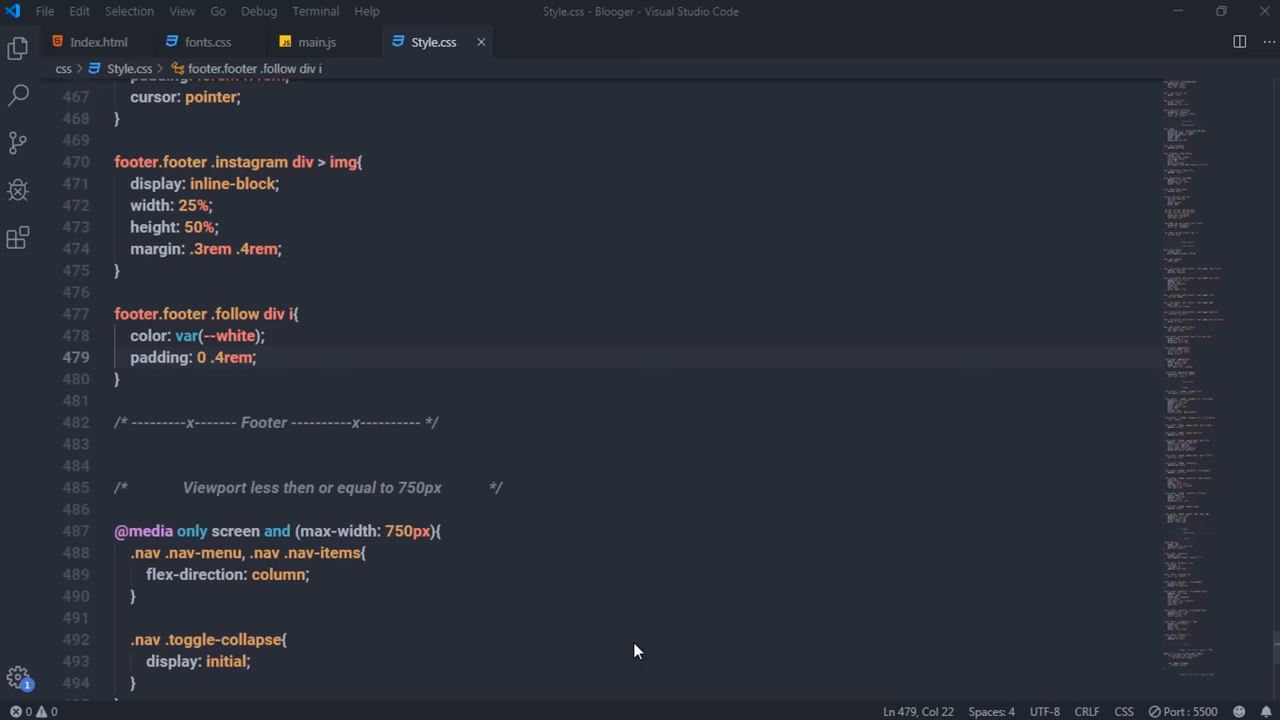 File Edit Selection View Go Debug Terminal Help Style.css - Blooger - Visual Studio Code
Index.html fonts.css main.js Style.css
css > Style.css > footer.footer .follow div i
467 cursor: pointer;
468 }
469
470 footer.footer .instagram div > img{
471 display: inline-block;
472 width: 25%;
473 height: 50%;
474 margin: .3rem .4rem;
475 }
476
477 footer.footer .follow div i{
478 color: var(--white);
479 padding: 0 .4rem;
480 }
481
482 /* ---------x------- Footer ----------x---------- */
483
484
485 /* Viewport less then or equal to 750px */
486
487 @media only screen and (max-width: 750px){
488 .nav .nav-menu, .nav .nav-items{
489 flex-direction: column;
490 }
491
492 .nav .toggle-collapse{
493 display: initial;
494 }
1
0 0 Ln 479, Col 22 Spaces: 4 UTF-8 CRLF CSS Port : 5500